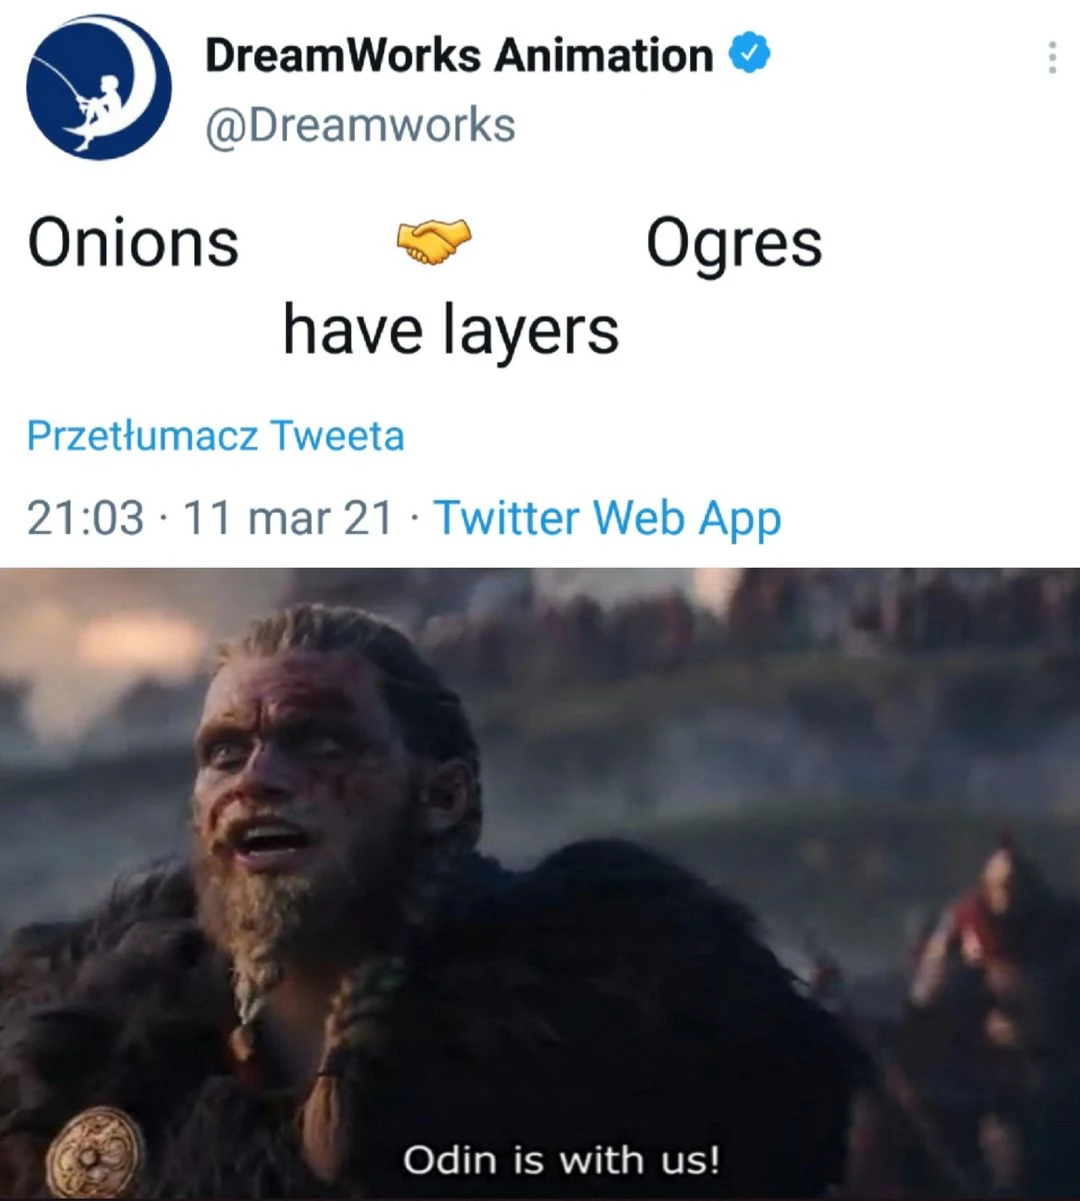 DreamWorks Animation
@Dreamworks
Onions 🤝 Ogres
have layers
Przetłumacz Tweeta
21:03 · 11 mar 21 · Twitter Web App
Odin is with us!